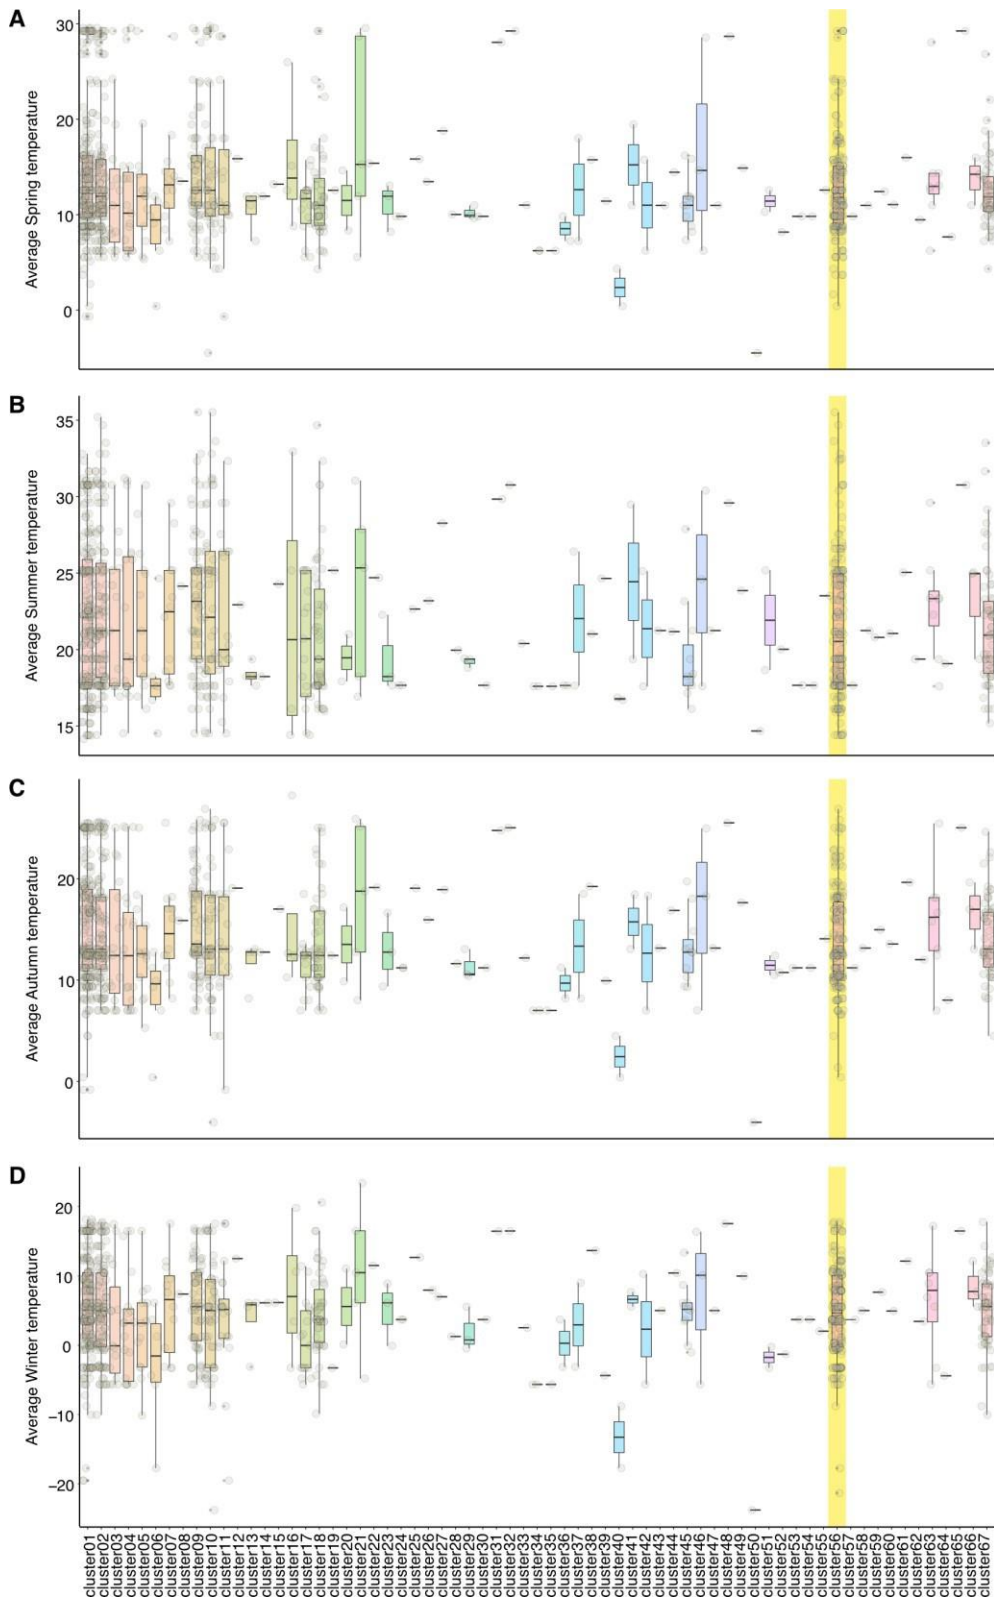 A
Average Spring temperature
30
20
10
0
B
Average Summer temperature
35
30
25
20
15
C
Average Autumn temperature
20
10
0
D
Average Winter temperature
20
10
0
−10
−20
cluster01
cluster02
cluster03
cluster04
cluster05
cluster06
cluster07
cluster08
cluster09
cluster10
cluster11
cluster12
cluster13
cluster14
cluster15
cluster16
cluster17
cluster18
cluster19
cluster20
cluster21
cluster22
cluster23
cluster24
cluster25
cluster26
cluster27
cluster28
cluster29
cluster30
cluster31
cluster32
cluster33
cluster34
cluster35
cluster36
cluster37
cluster38
cluster39
cluster40
cluster41
cluster42
cluster43
cluster44
cluster45
cluster46
cluster47
cluster48
cluster49
cluster50
cluster51
cluster52
cluster53
cluster54
cluster55
cluster56
cluster57
cluster58
cluster59
cluster60
cluster61
cluster62
cluster63
cluster64
cluster65
cluster66
cluster67